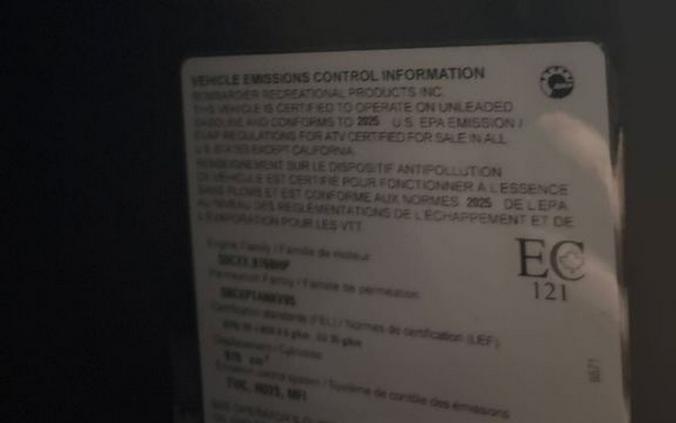 VEHICLE EMISSIONS CONTROL INFORMATION
BOMBARDIER RECREATIONAL PRODUCTS INC.
THIS VEHICLE IS CERTIFIED TO OPERATE ON UNLEADED
GASOLINE AND CONFORMS TO 2025 U.S. EPA EMISSION /
EVAP REGULATIONS FOR ATV CERTIFIED FOR SALE IN ALL
U.S. STATES EXCEPT CALIFORNIA.
RENSEIGNEMENT SUR LE DISPOSITIF ANTIPOLLUTION
CE VÉHICULE EST CERTIFIÉ POUR FONCTIONNER À L'ESSENCE
SANS PLOMB ET EST CONFORME AUX NORMES 2025 DE L'EPA
AU NIVEAU DES RÉGLEMENTATIONS DE L'ÉCHAPPEMENT ET DE
L'ÉVAPORATION POUR LES VTT.
EC
121
Engine Family / Famille de moteur:
Permeation Family / Famille de perméation:
Certification standards (FEL) / Normes de certification (LEF)
Displacement / Cylindrée
cm³
Emission control system / Système de contrôle des émissions
TWC, HO2S, MFI